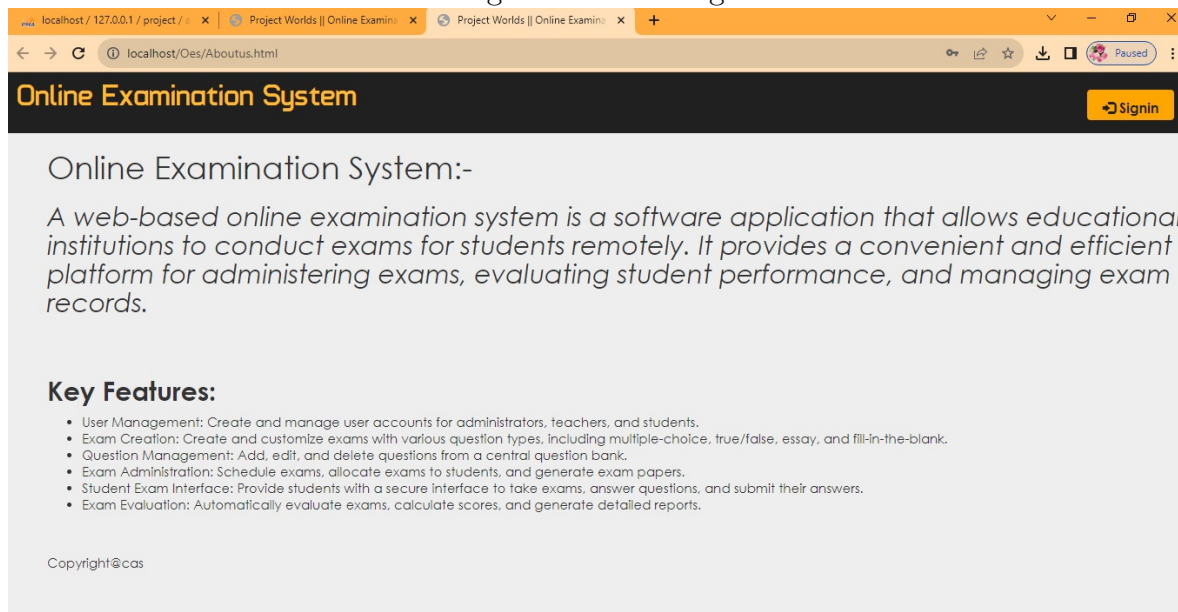 localhost / 127.0.0.1 / project /
Project Worlds || Online Examina
Project Worlds || Online Examina
localhost/Oes/Aboutus.html
Paused
Online Examination System
Signin
Online Examination System:-
A web-based online examination system is a software application that allows educational
institutions to conduct exams for students remotely. It provides a convenient and efficient
platform for administering exams, evaluating student performance, and managing exam
records.
Key Features:
• User Management: Create and manage user accounts for administrators, teachers, and students.
• Exam Creation: Create and customize exams with various question types, including multiple-choice, true/false, essay, and fill-in-the-blank.
• Question Management: Add, edit, and delete questions from a central question bank.
• Exam Administration: Schedule exams, allocate exams to students, and generate exam papers.
• Student Exam Interface: Provide students with a secure interface to take exams, answer questions, and submit their answers.
• Exam Evaluation: Automatically evaluate exams, calculate scores, and generate detailed reports.
Copyright@cas